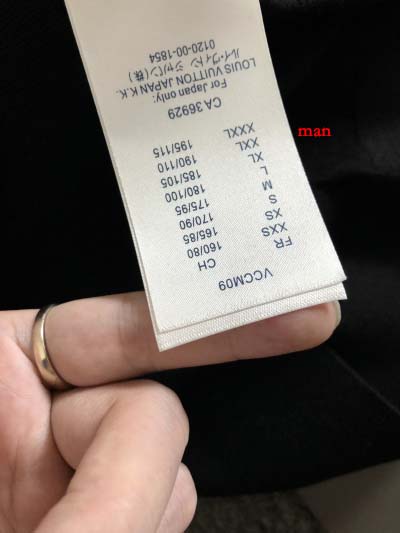 VCCM09
FR CH
XXS 160/80
XS 165/85
S 170/90
M 175/95
L 180/100
XL 185/105
XXL 190/110
XXXL 195/115
CA 36929
For Japan only:
LOUIS VUITTON JAPAN K.K.
ルイ・ヴィトン ジャパン(株)
0120-00-1854
man